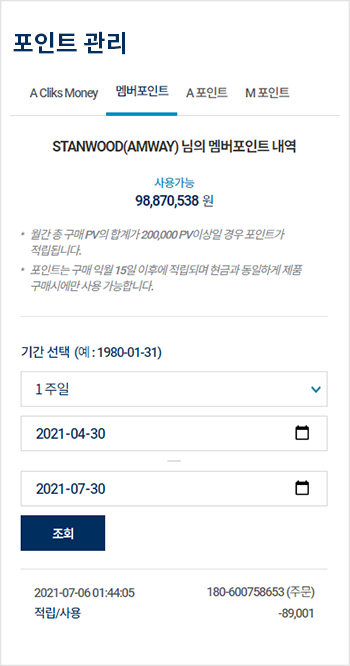 포인트 관리
A Cliks Money 멤버포인트 A 포인트 M 포인트
STANWOOD(AMWAY) 님의 멤버포인트 내역
사용가능
98,870,538 원
• 월간 총 구매 PV의 합계가 200,000 PV이상일 경우 포인트가
적립됩니다.
• 포인트는 구매 익월 15일 이후에 적립되며 현금과 동일하게 제품
구매시에만 사용 가능합니다.
기간 선택 (예 : 1980-01-31)
1 주일
2021-04-30
—
2021-07-30
조회
2021-07-06 01:44:05 180-600758653 (주문)
적립/사용 -89,001